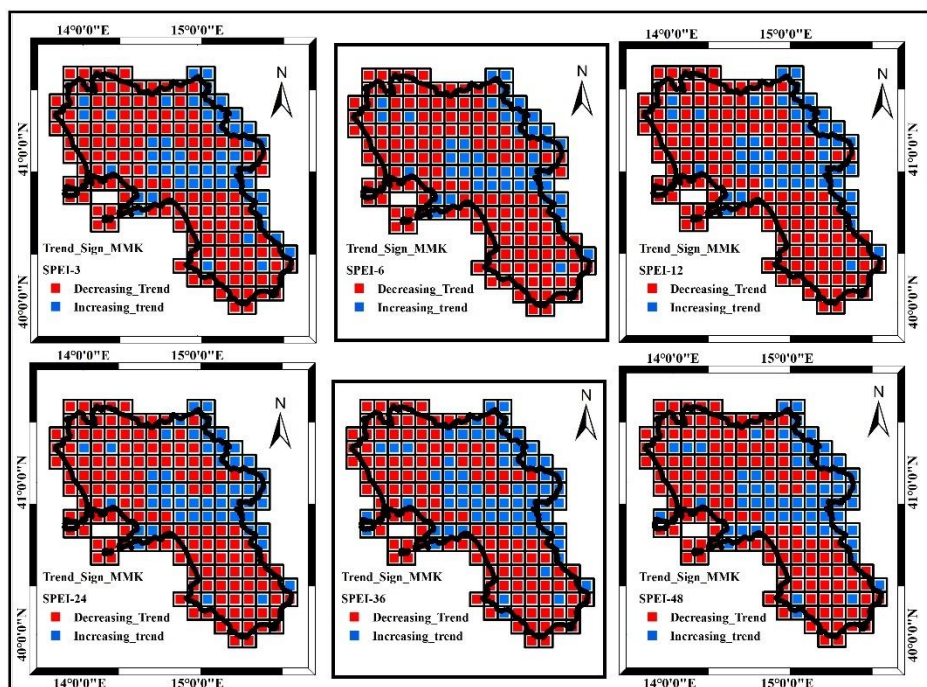 14°0'0"E 15°0'0"E
41°0'0"N
40°0'0"N
N
Trend_Sign_MMK
SPEI-3
Decreasing_Trend
Increasing_trend
N
Trend_Sign_MMK
SPEI-6
Decreasing_Trend
Increasing_trend
14°0'0"E 15°0'0"E
41°0'0"N
40°0'0"N
N
Trend_Sign_MMK
SPEI-12
Decreasing_Trend
Increasing_trend
14°0'0"E 15°0'0"E
41°0'0"N
40°0'0"N
N
Trend_Sign_MMK
SPEI-24
Decreasing_Trend
Increasing_trend
14°0'0"E 15°0'0"E
N
Trend_Sign_MMK
SPEI-36
Decreasing_Trend
Increasing_trend
14°0'0"E 15°0'0"E
41°0'0"N
40°0'0"N
N
Trend_Sign_MMK
SPEI-48
Decreasing_Trend
Increasing_trend
14°0'0"E 15°0'0"E